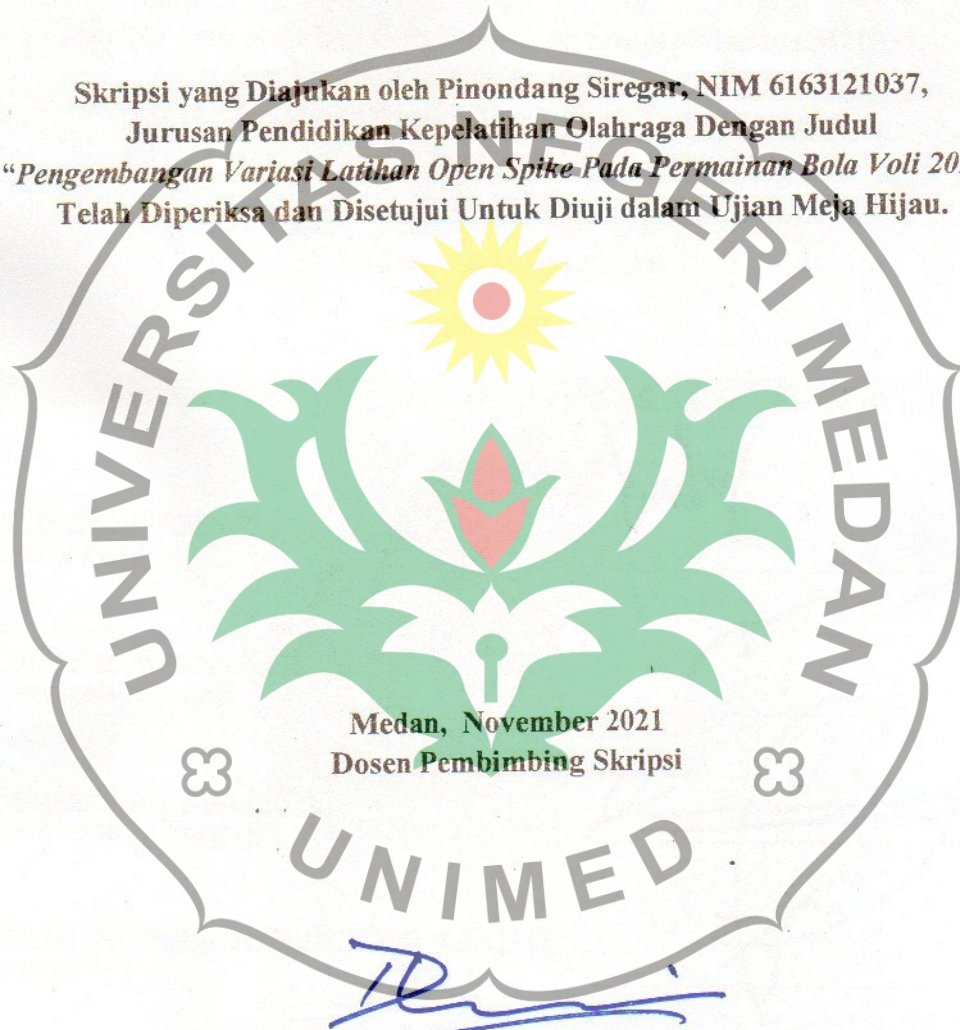 Skripsi yang Diajukan oleh Pinondang Siregar, NIM 6163121037,
Jurusan Pendidikan Kepelatihan Olahraga Dengan Judul
“Pengembangan Variasi Latihan Open Spike Pada Permainan Bola Voli
Telah Diperiksa dan Disetujui Untuk Diuji dalam Ujian Meja Hijau.
UNIVERSITAS NEGERI MEDAN
Medan, November 2021
Dosen Pembimbing Skripsi
UNIMED